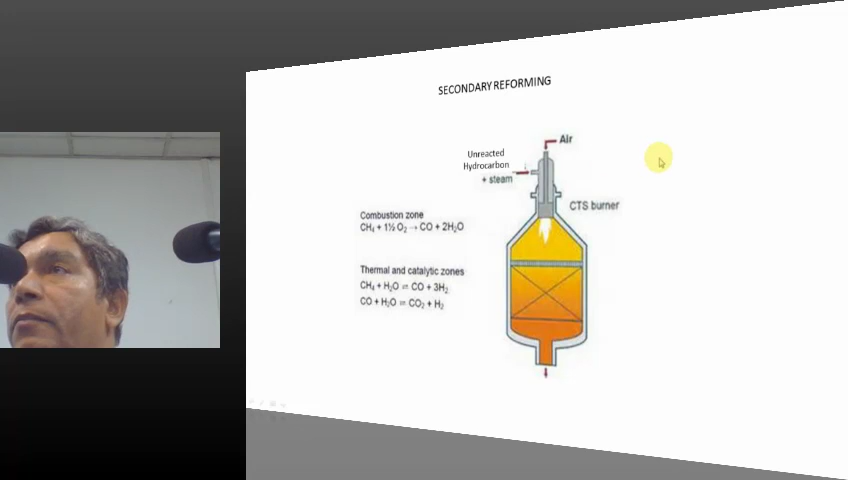 SECONDARY REFORMING
Air
Unreacted
Hydrocarbon
+ steam
CTS burner
Combustion zone
CH₄ + 1½ O₂ → CO + 2H₂O
Thermal and catalytic zones
CH₄ + H₂O = CO + 3H₂
CO + H₂O = CO₂ + H₂